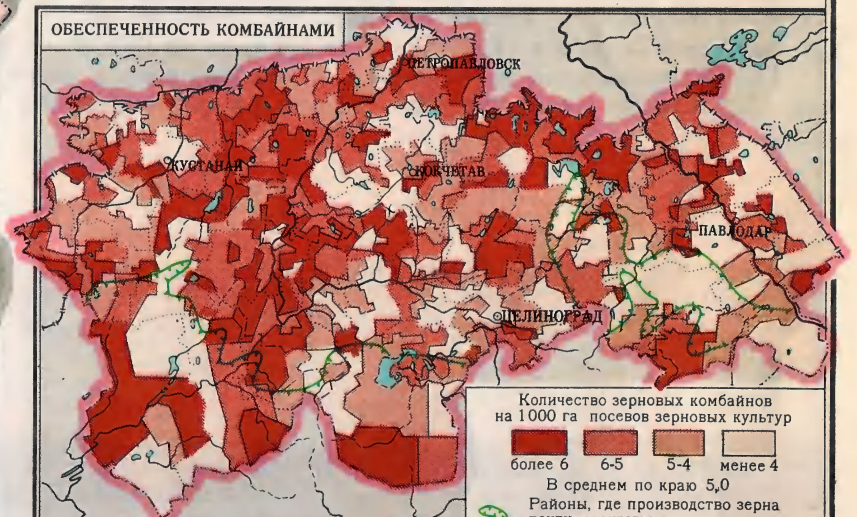 ОБЕСПЕЧЕННОСТЬ КОМБАЙНАМИ
ПЕТРОПАВЛОВСК
КУСТАНАЙ
КОКЧЕТАВ
ПАВЛОДАР
ЦЕЛИНОГРАД
Количество зерновых комбайнов
на 1000 га посевов зерновых культур
более 6 6-5 5-4 менее 4
В среднем по краю 5,0
Районы, где производство зерна